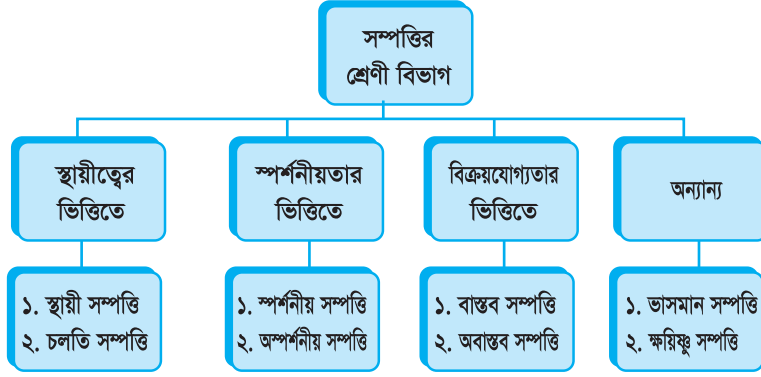 সম্পত্তির
শ্রেণী বিভাগ
স্থায়ীত্বের
ভিত্তিতে
স্পর্শনীয়তার
ভিত্তিতে
বিক্রয়যোগ্যতার
ভিত্তিতে
অন্যান্য
১. স্থায়ী সম্পত্তি
২. চলতি সম্পত্তি
১. স্পর্শনীয় সম্পত্তি
২. অস্পর্শনীয় সম্পত্তি
১. বাস্তব সম্পত্তি
২. অবাস্তব সম্পত্তি
১. ভাসমান সম্পত্তি
২. ক্ষয়িষ্ণু সম্পত্তি